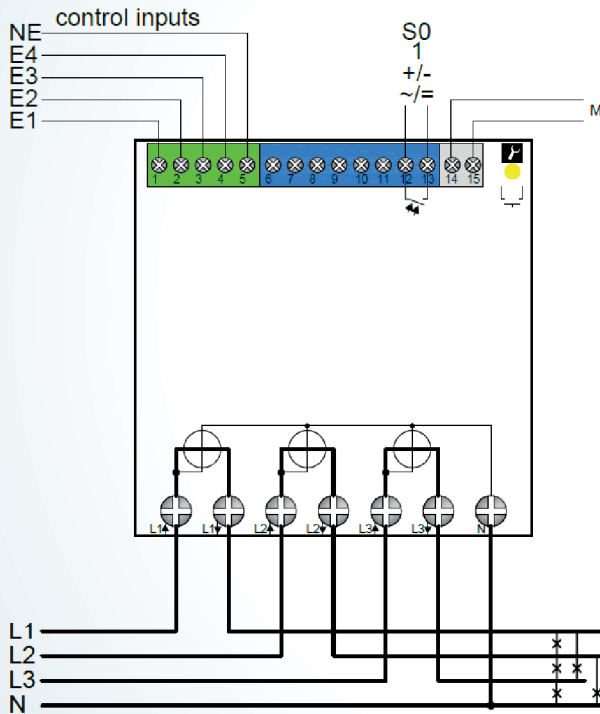 control inputs
NE
E4
E3
E2
E1
S0
1
+/-
~/=
M
1 2 3 4 5 6 7 8 9 10 11 12 13 14 15
L1 L1 L2 L2 L3 L3 N
L1
L2
L3
N